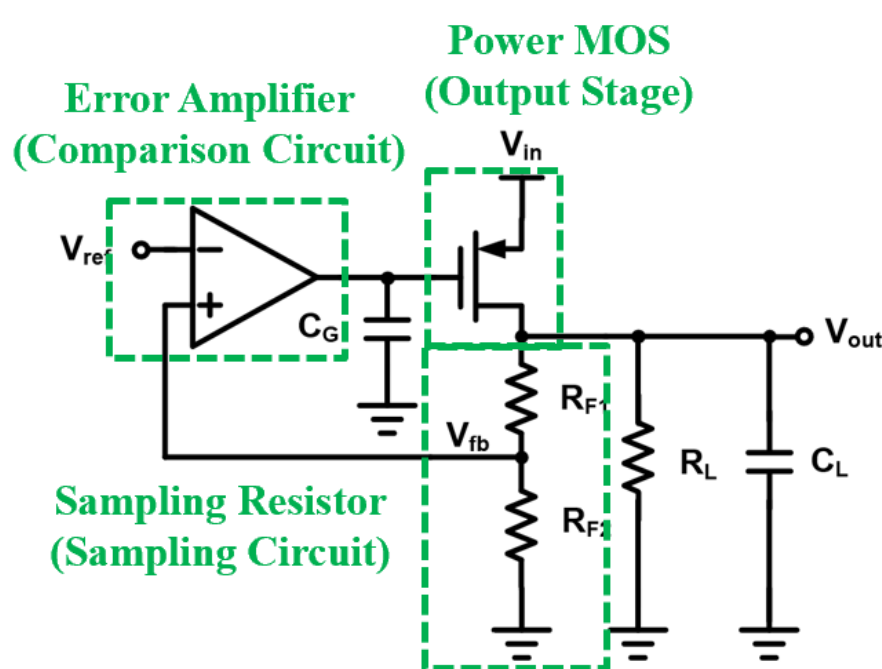 Power MOS
(Output Stage)
Error Amplifier
(Comparison Circuit)
Vin
Vref
−
+
CG
Vout
RF1
Vfb
RL
CL
Sampling Resistor
(Sampling Circuit)
RF2